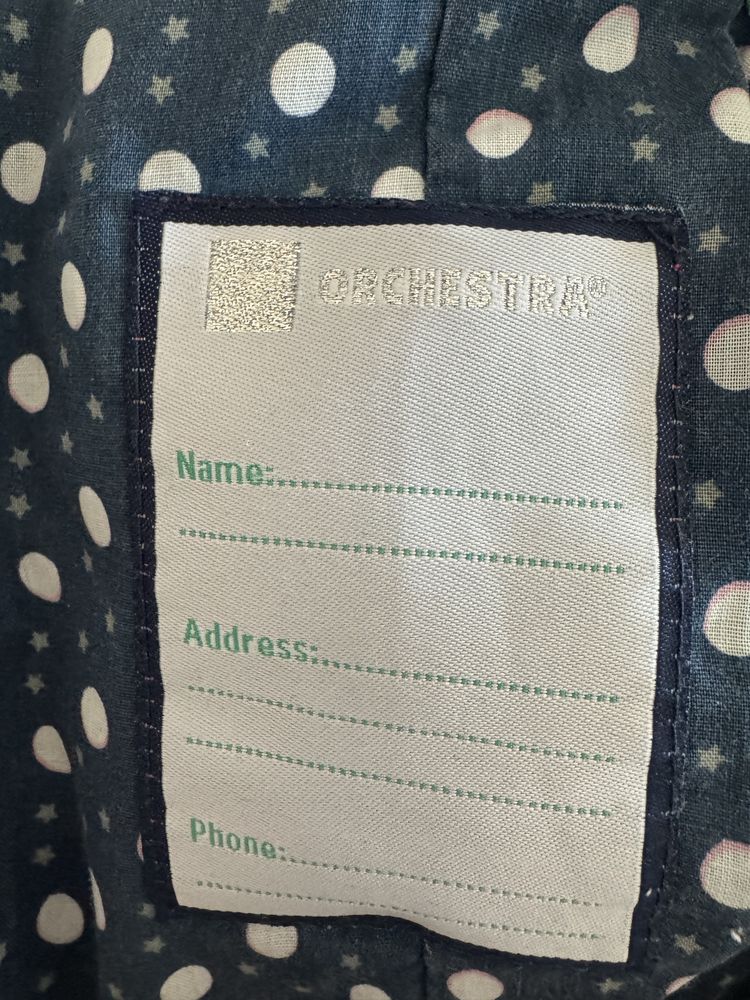 ORCHESTRA®
Name:..............................
........................................
Address:..........................
........................................
........................................
Phone:............................
........................................